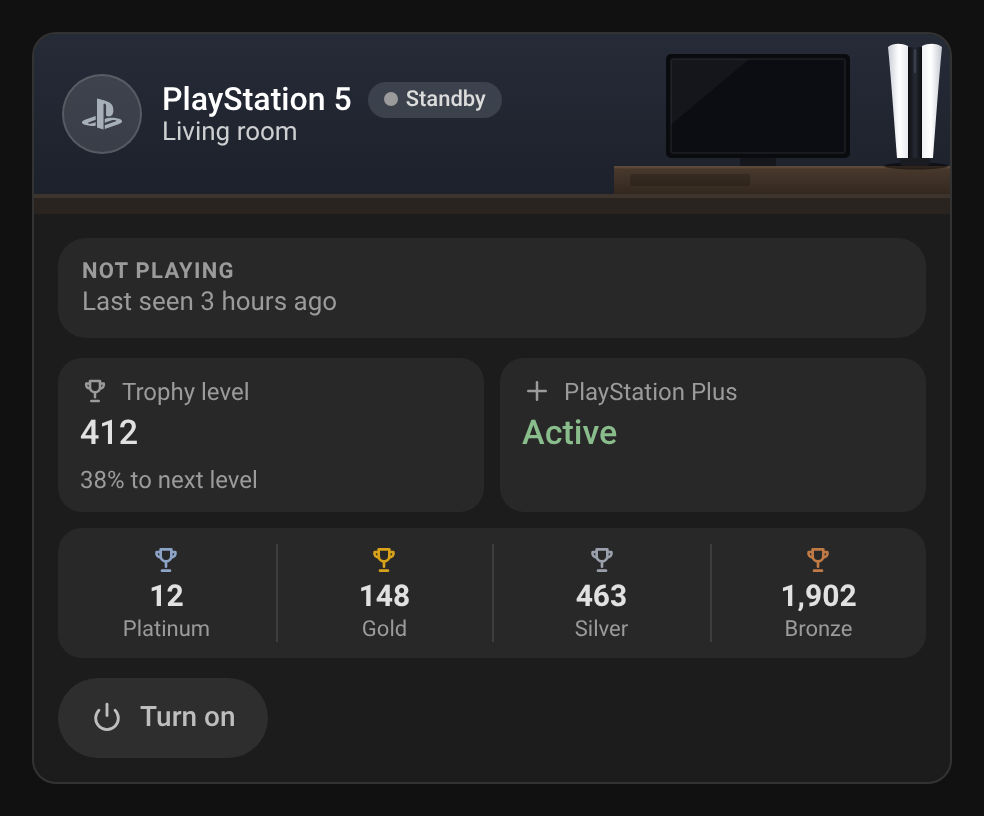 PlayStation 5
Standby
Living room
NOT PLAYING
Last seen 3 hours ago
Trophy level
412
38% to next level
PlayStation Plus
Active
12
Platinum
148
Gold
463
Silver
1,902
Bronze
Turn on